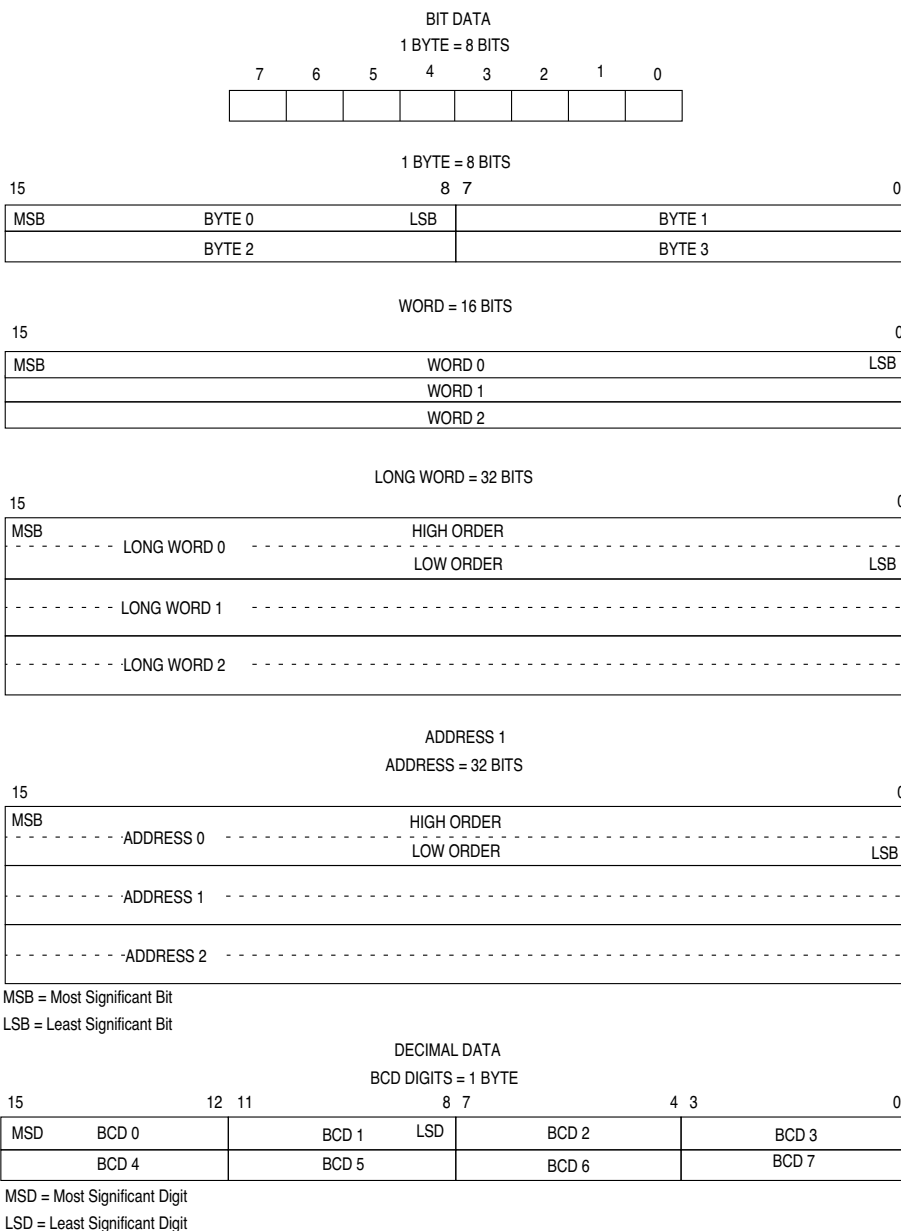 BIT DATA
1 BYTE = 8 BITS
7 6 5 4 3 2 1 0
1 BYTE = 8 BITS
15 8 7 0
MSB BYTE 0 LSB BYTE 1
BYTE 2 BYTE 3
WORD = 16 BITS
15 0
MSB WORD 0 LSB
WORD 1
WORD 2
LONG WORD = 32 BITS
15 0
MSB HIGH ORDER
LONG WORD 0
LOW ORDER LSB
LONG WORD 1
LONG WORD 2
ADDRESS 1
ADDRESS = 32 BITS
15 0
MSB HIGH ORDER
ADDRESS 0
LOW ORDER LSB
ADDRESS 1
ADDRESS 2
MSB = Most Significant Bit
LSB = Least Significant Bit
DECIMAL DATA
BCD DIGITS = 1 BYTE
15 12 11 8 7 4 3 0
MSD BCD 0 BCD 1 LSD BCD 2 BCD 3
BCD 4 BCD 5 BCD 6 BCD 7
MSD = Most Significant Digit
LSD = Least Significant Digit